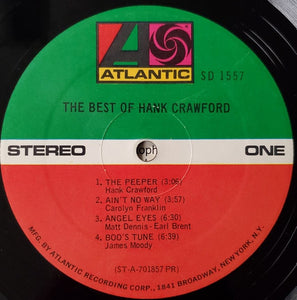 ATLANTIC
SD 1557
THE BEST OF HANK CRAWFORD
oph
STEREO
ONE
1. THE PEEPER (3:06)
Hank Crawford
2. AIN'T NO WAY (3:57)
Carolyn Franklin
3. ANGEL EYES (6:30)
Matt Dennis - Earl Brent
4. BOO'S TUNE (6:39)
James Moody
(ST-A-701857 PR)
MFG. BY ATLANTIC RECORDING CORP., 1841 BROADWAY, NEW YORK, N.Y.